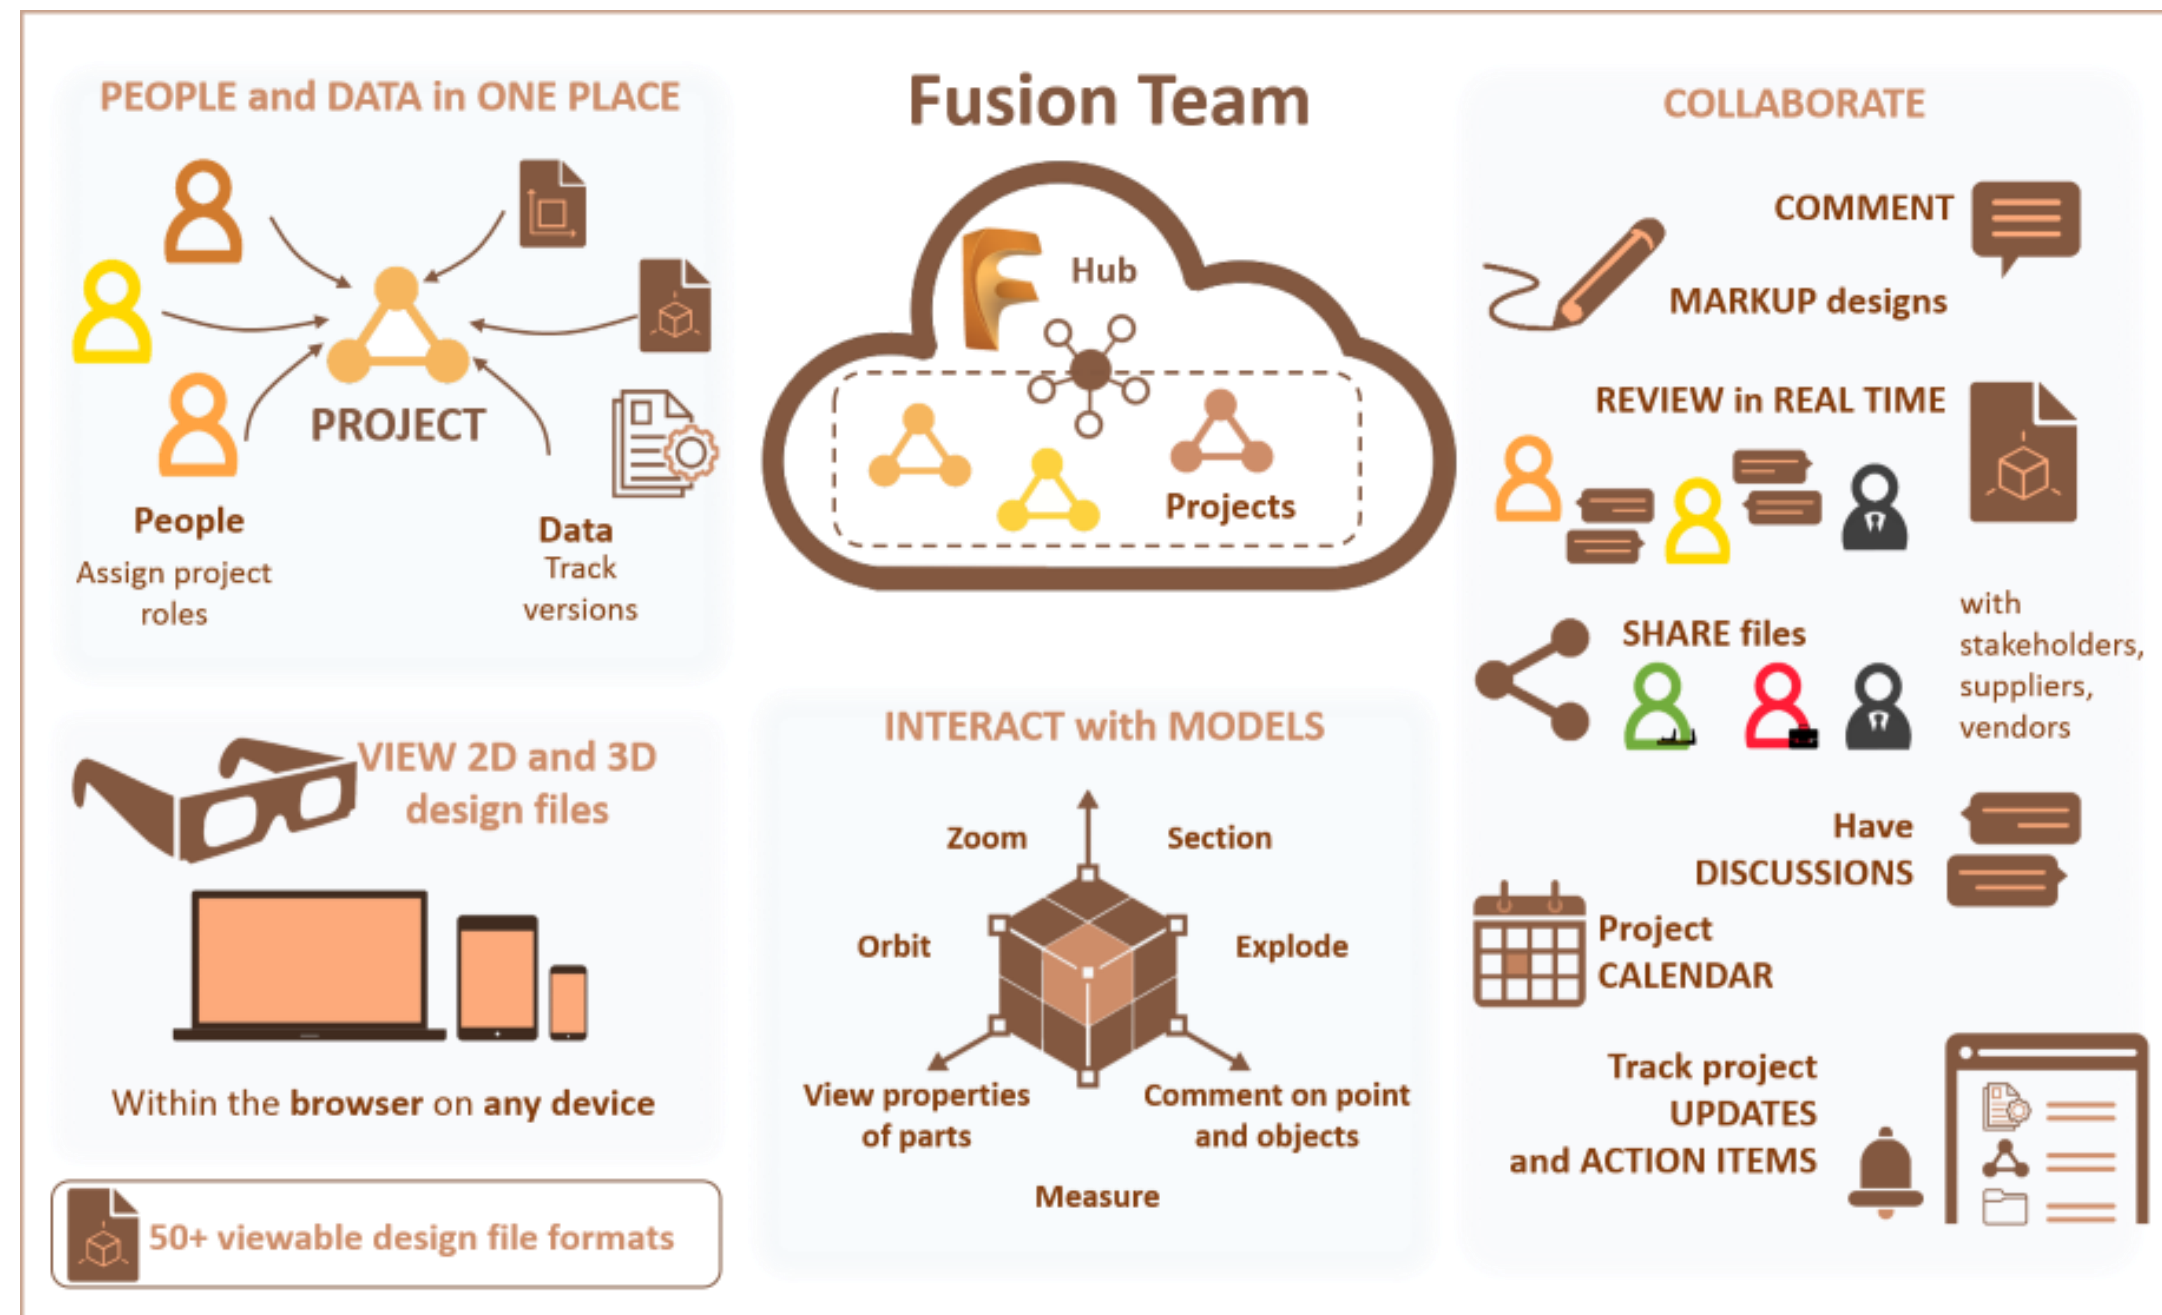 Fusion Team
PEOPLE and DATA in ONE PLACE
PROJECT
People
Assign project
roles
Data
Track
versions
Hub
Projects
VIEW 2D and 3D
design files
Within the browser on any device
50+ viewable design file formats
INTERACT with MODELS
Zoom
Section
Orbit
Explode
View properties
of parts
Comment on point
and objects
Measure
COLLABORATE
COMMENT
MARKUP designs
REVIEW in REAL TIME
SHARE files
with
stakeholders,
suppliers,
vendors
Have
DISCUSSIONS
Project
CALENDAR
Track project
UPDATES
and ACTION ITEMS